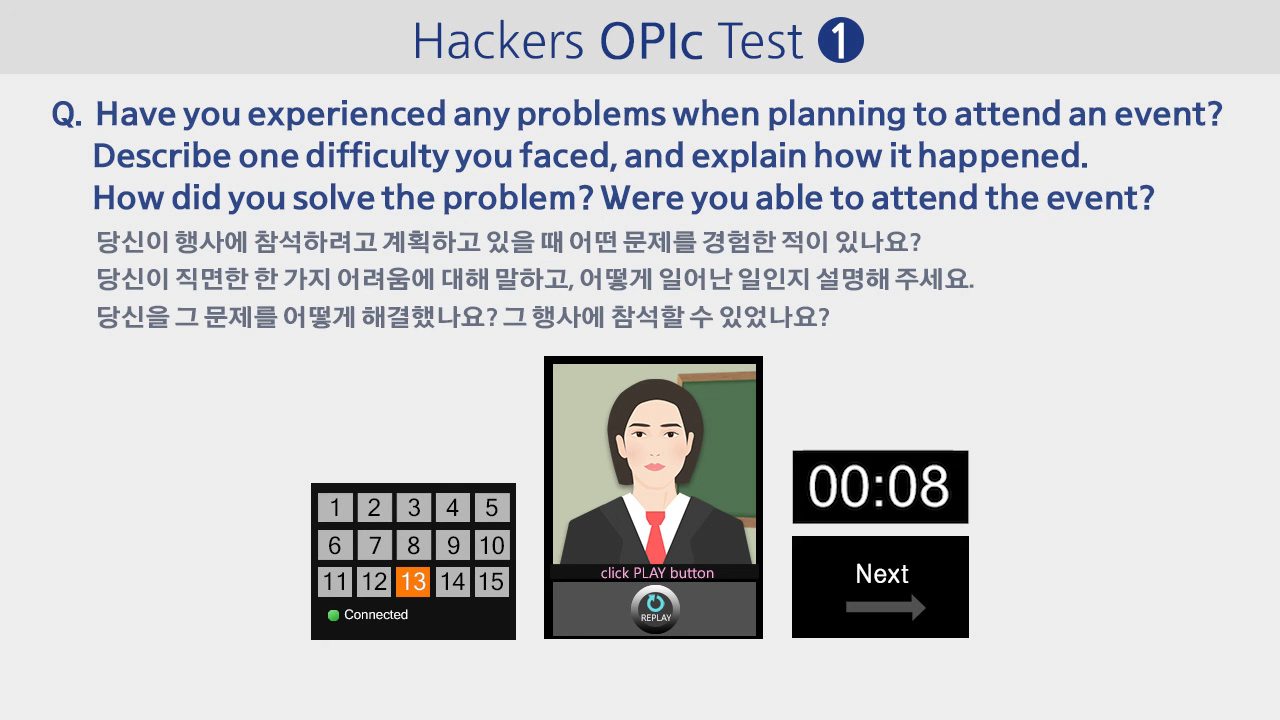 Hackers OPIc Test 1
Q. Have you experienced any problems when planning to attend an event?
Describe one difficulty you faced, and explain how it happened.
How did you solve the problem? Were you able to attend the event?
당신이 행사에 참석하려고 계획하고 있을 때 어떤 문제를 경험한 적이 있나요?
당신이 직면한 한 가지 어려움에 대해 말하고, 어떻게 일어난 일인지 설명해 주세요.
당신을 그 문제를 어떻게 해결했나요? 그 행사에 참석할 수 있었나요?
1 2 3 4 5
6 7 8 9 10
11 12 13 14 15
Connected
click PLAY button
REPLAY
00:08
Next